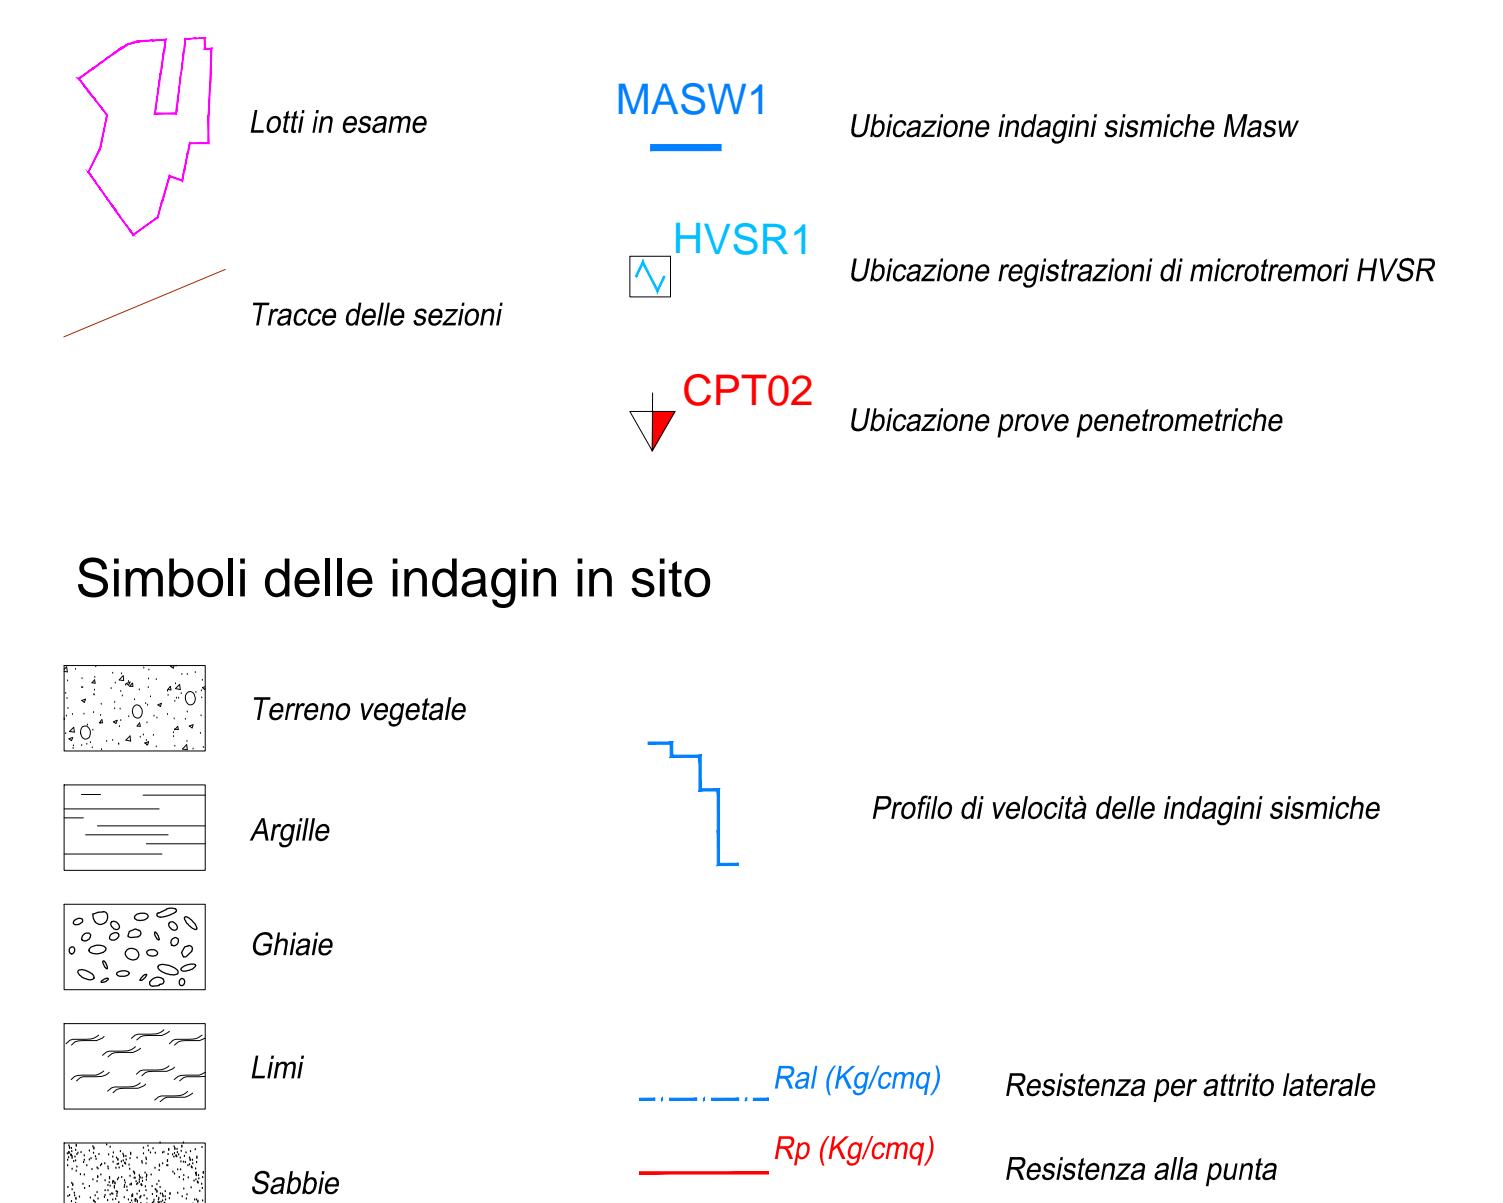 Lotti in esame
MASW1
Ubicazione indagini sismiche Masw
HVSR1
Ubicazione registrazioni di microtremori HVSR
Tracce delle sezioni
CPT02
Ubicazione prove penetrometriche
Simboli delle indagin in sito
Terreno vegetale
Argille
Profilo di velocità delle indagini sismiche
Ghiaie
Limi
Ral (Kg/cmq)
Resistenza per attrito laterale
Rp (Kg/cmq)
Resistenza alla punta
Sabbie